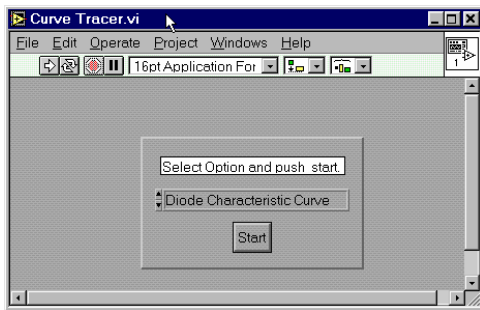 Curve Tracer.vi
File Edit Operate Project Windows Help
16pt Application For
1
Select Option and push start.
Diode Characteristic Curve
Start